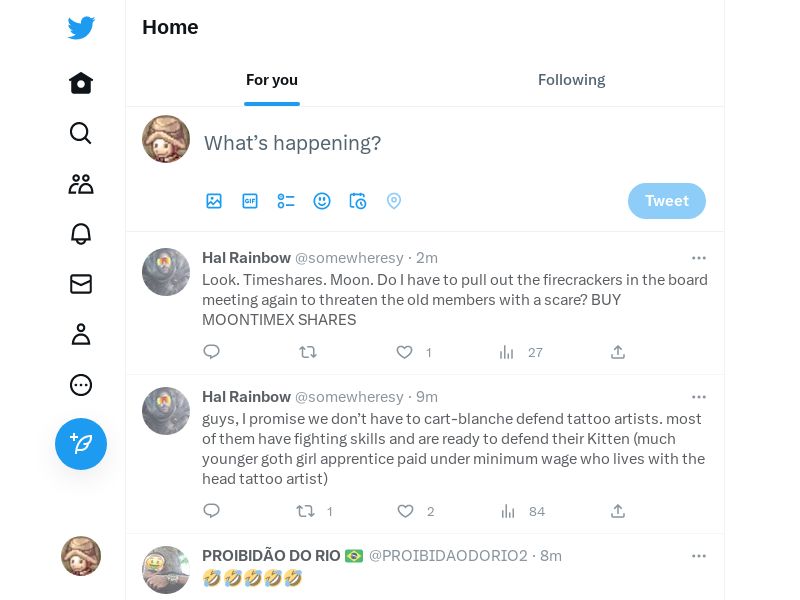 Home
For you
Following
What's happening?
GIF
Tweet
Hal Rainbow @somewheresy · 2m
Look. Timeshares. Moon. Do I have to pull out the firecrackers in the board
meeting again to threaten the old members with a scare? BUY
MOONTIMEX SHARES
1
27
Hal Rainbow @somewheresy · 9m
guys, I promise we don't have to cart-blanche defend tattoo artists. most
of them have fighting skills and are ready to defend their Kitten (much
younger goth girl apprentice paid under minimum wage who lives with the
head tattoo artist)
1
2
84
PROIBIDÃO DO RIO 🇧🇷 @PROIBIDAODORIO2 · 8m
🤣🤣🤣🤣🤣